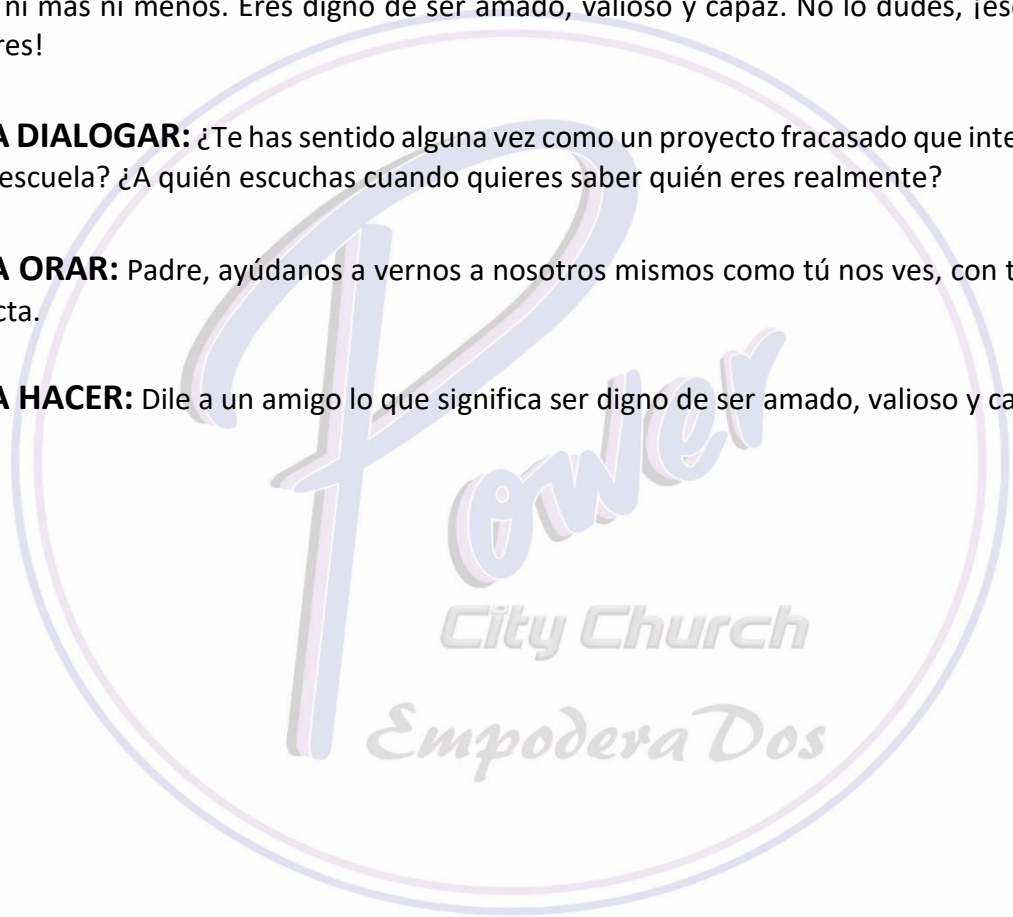 ni más ni menos. Eres digno de ser amado, valioso y capaz. No lo dudes, ¡es
res!
A DIALOGAR: ¿Te has sentido alguna vez como un proyecto fracasado que inte
escuela? ¿A quién escuchas cuando quieres saber quién eres realmente?
A ORAR: Padre, ayúdanos a vernos a nosotros mismos como tú nos ves, con t
cta.
A HACER: Dile a un amigo lo que significa ser digno de ser amado, valioso y ca
Power
City Church
Empodera Dos